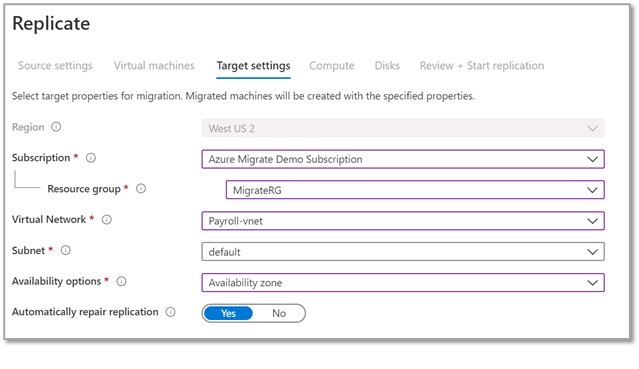 Replicate
Source settings Virtual machines Target settings Compute Disks Review + Start replication
Select target properties for migration. Migrated machines will be created with the specified properties.
Region West US 2
Subscription * Azure Migrate Demo Subscription
Resource group * MigrateRG
Virtual Network * Payroll-vnet
Subnet * default
Availability options * Availability zone
Automatically repair replication Yes No